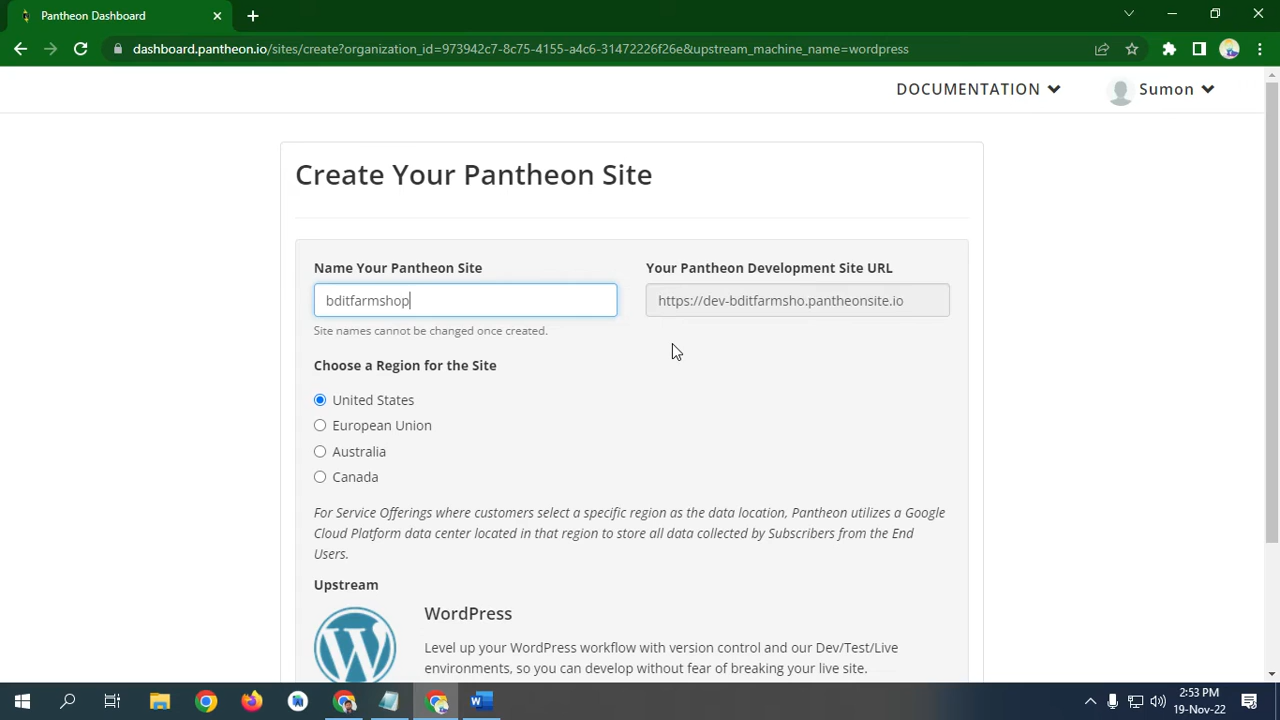 Pantheon Dashboard
dashboard.pantheon.io/sites/create?organization_id=973942c7-8c75-4155-a4c6-31472226f26e&upstream_machine_name=wordpress
DOCUMENTATION
Sumon
Create Your Pantheon Site
Name Your Pantheon Site
Your Pantheon Development Site URL
bditfarmshop
https://dev-bditfarmsho.pantheonsite.io
Site names cannot be changed once created.
Choose a Region for the Site
United States
European Union
Australia
Canada
For Service Offerings where customers select a specific region as the data location, Pantheon utilizes a Google
Cloud Platform data center located in that region to store all data collected by Subscribers from the End
Users.
Upstream
WordPress
Level up your WordPress workflow with version control and our Dev/Test/Live
environments, so you can develop without fear of breaking your live site.
2:53 PM
19-Nov-22